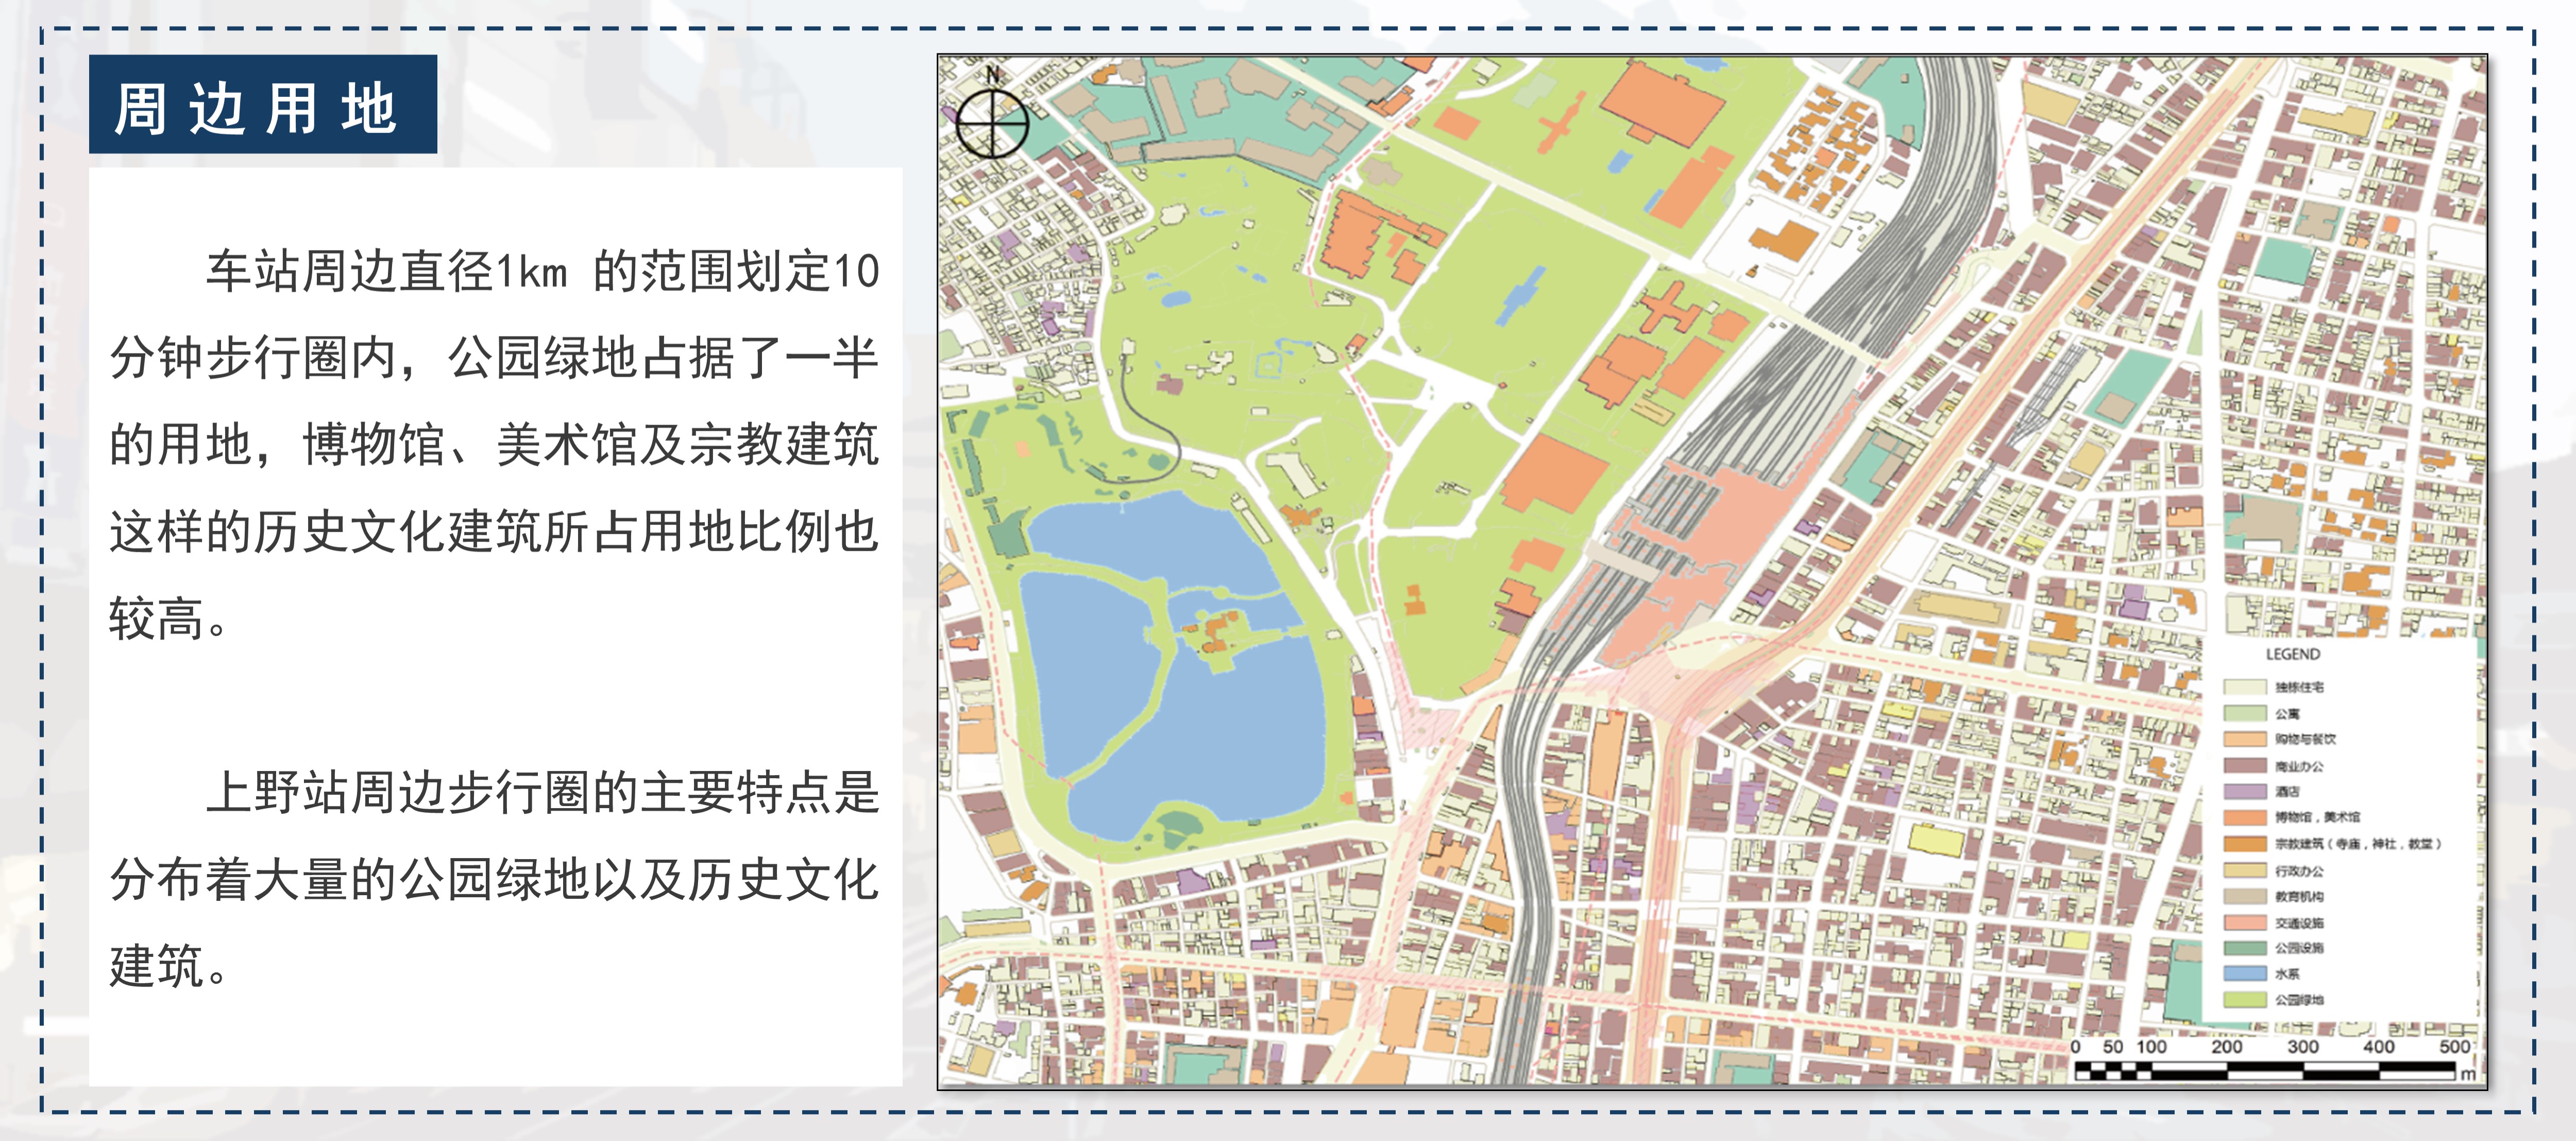 周边用地
车站周边直径1km 的范围划定10
分钟步行圈内，公园绿地占据了一半
的用地，博物馆、美术馆及宗教建筑
这样的历史文化建筑所占用地比例也
较高。
上野站周边步行圈的主要特点是
分布着大量的公园绿地以及历史文化
建筑。
N
LEGEND
独栋住宅
公寓
购物与餐饮
商业办公
酒店
博物馆，美术馆
宗教建筑（寺庙，神社，教堂）
行政办公
教育机构
交通设施
公园设施
水系
公园绿地
0 50 100 200 300 400 500
m